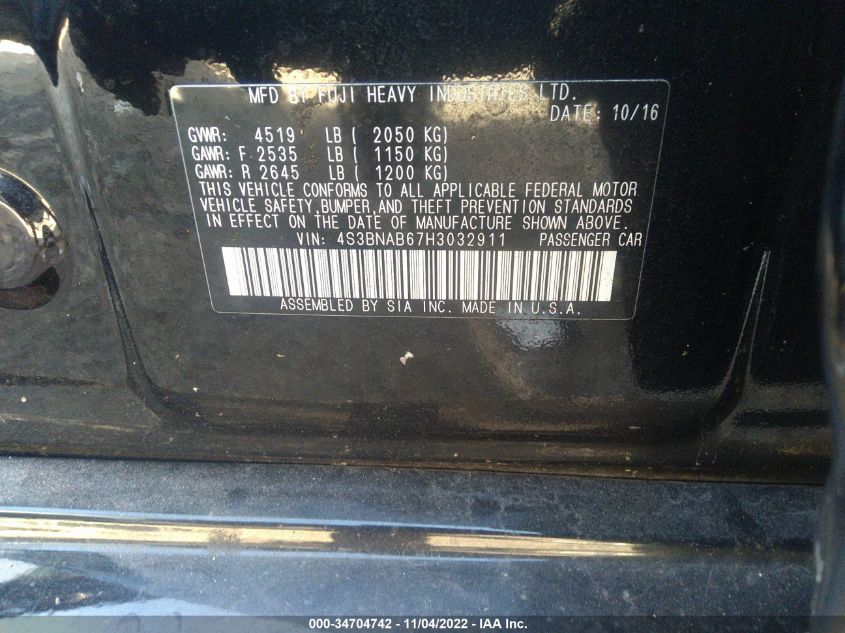 MFD BY FUJI HEAVY INDUSTRIES LTD.
DATE: 10/16
GVWR: 4519 LB ( 2050 KG)
GAWR: F 2535 LB ( 1150 KG)
GAWR: R 2645 LB ( 1200 KG)
THIS VEHICLE CONFORMS TO ALL APPLICABLE FEDERAL MOTOR
VEHICLE SAFETY, BUMPER, AND THEFT PREVENTION STANDARDS
IN EFFECT ON THE DATE OF MANUFACTURE SHOWN ABOVE.
VIN: 4S3BNAB67H3032911 PASSENGER CAR
ASSEMBLED BY SIA INC. MADE IN U.S.A.
000-34704742 - 11/04/2022 - IAA Inc.